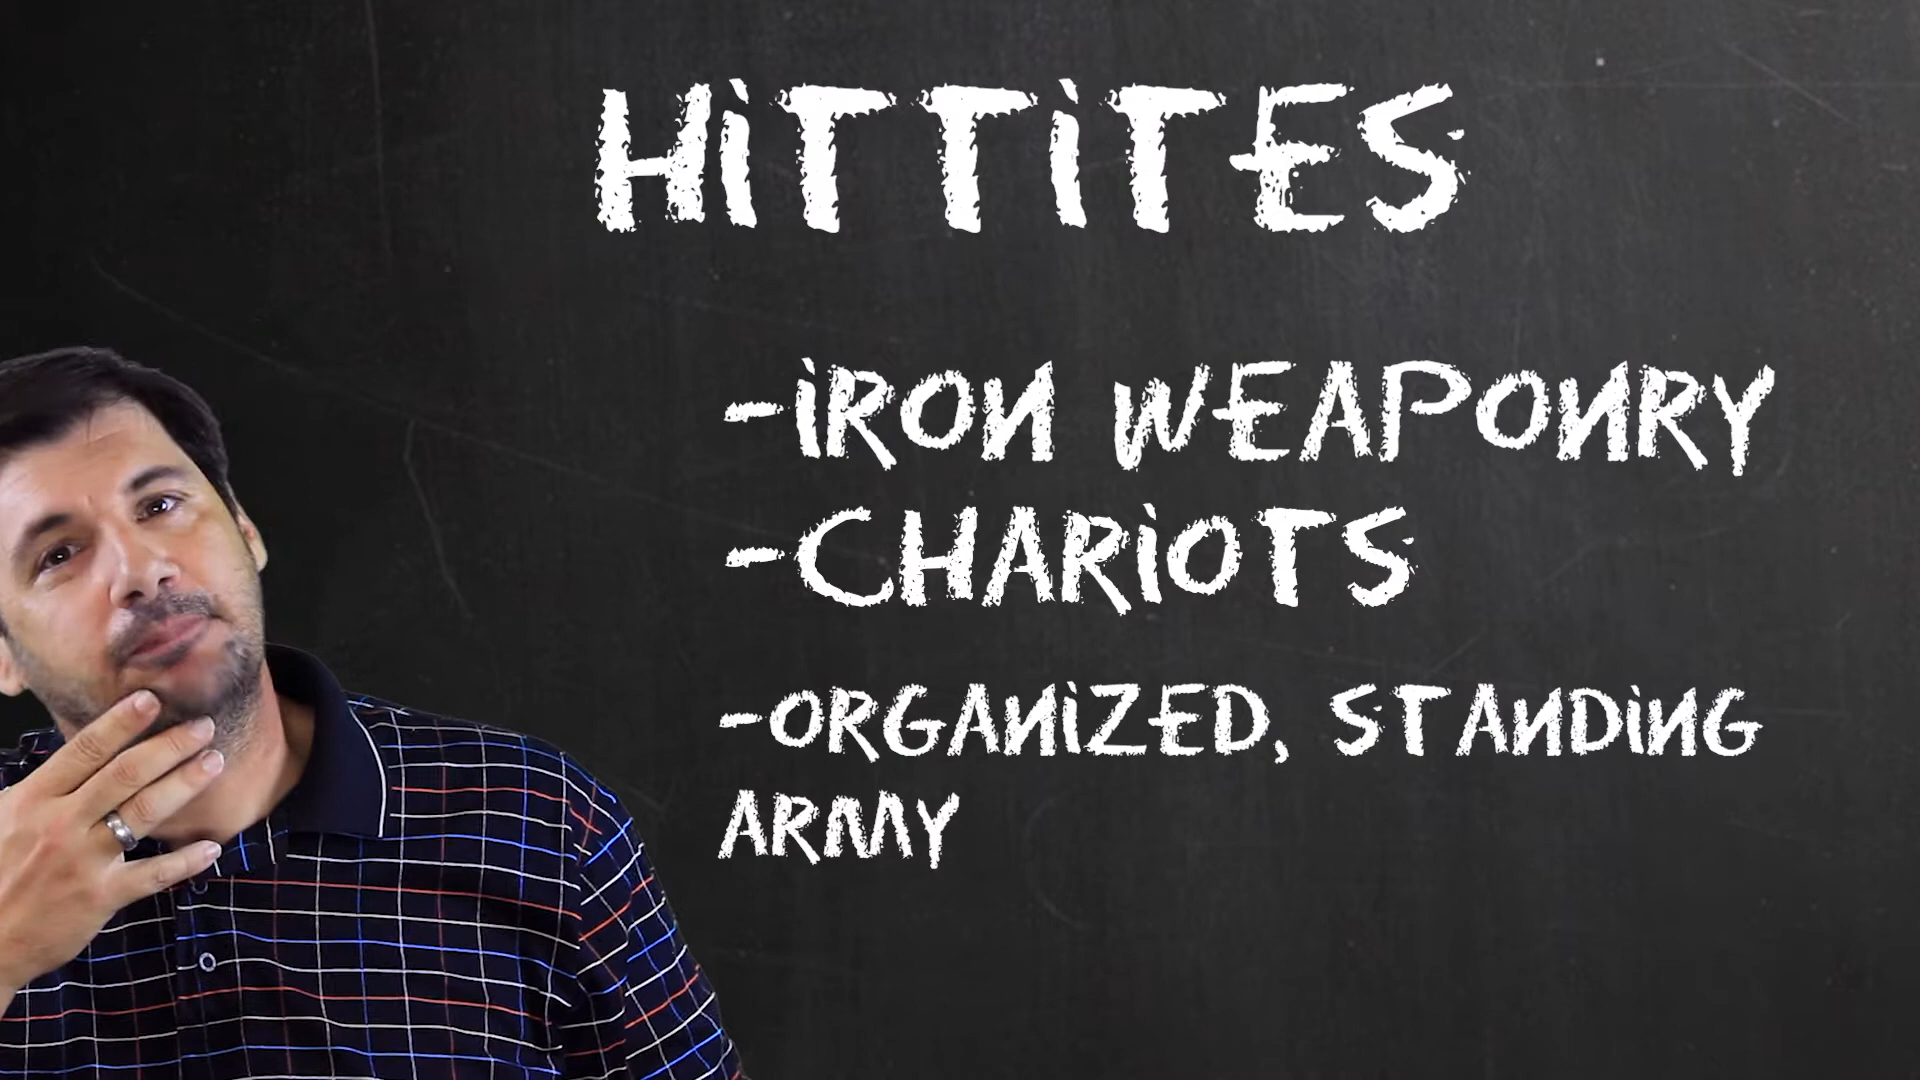 HITTITES
-IRON WEAPONRY
-CHARIOTS
-ORGANIZED, STANDING
ARMY